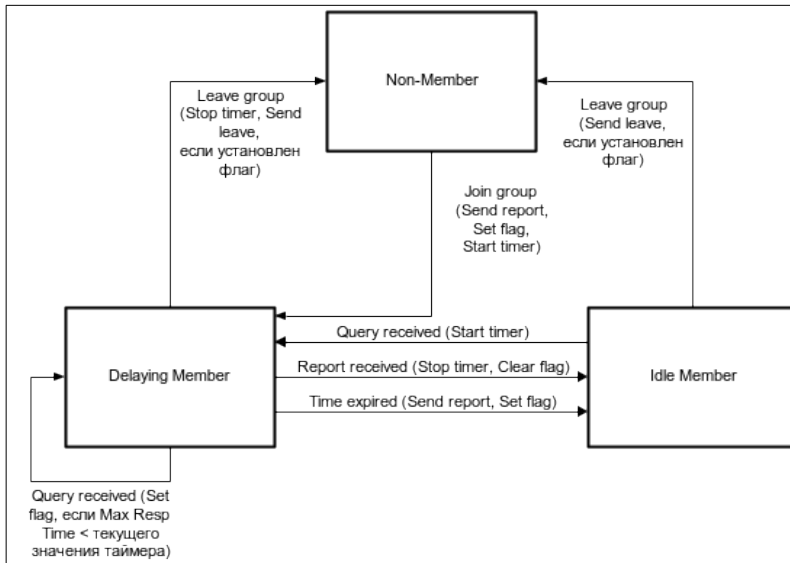 Non-Member
Leave group
(Stop timer, Send
leave,
если установлен
флаг)
Leave group
(Send leave,
если установлен
флаг)
Join group
(Send report,
Set flag,
Start timer)
Query received (Start timer)
Delaying Member
Report received (Stop timer, Clear flag)
Idle Member
Time expired (Send report, Set flag)
Query received (Set
flag, если Max Resp
Time < текущего
значения таймера)